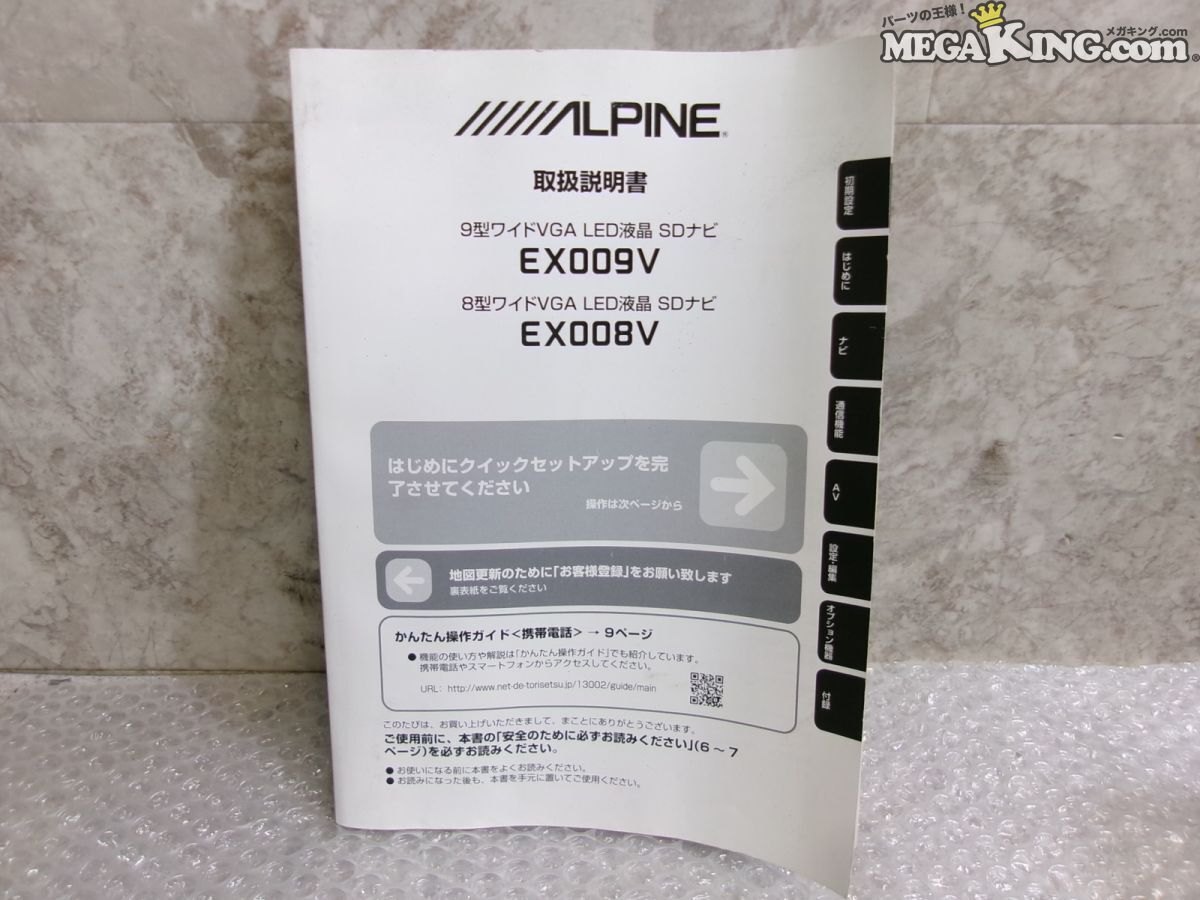 パーツの王様！
メガキング.com
MEGAKING.com®
ALPINE®
取扱説明書
9型ワイドVGA LED液晶 SDナビ
EX009V
8型ワイドVGA LED液晶 SDナビ
EX008V
はじめにクイックセットアップを完
了させてください
操作は次ページから
地図更新のために「お客様登録」をお願い致します
裏表紙をご覧ください
かんたん操作ガイド<携帯電話> → 9ページ
● 機能の使い方や解説は「かんたん操作ガイド」でも紹介しています。
携帯電話やスマートフォンからアクセスしてください。
URL: http://www.net-de-torisetsu.jp/13002/guide/main
このたびは、お買い上げいただきまして、まことにありがとうございます。
ご使用前に、本書の「安全のために必ずお読みください」(6 ～ 7
ページ)を必ずお読みください。
● お使いになる前に本書をよくお読みください。
● お読みになった後も、本書を手元に置いてご使用ください。
初期設定
はじめに
ナビ
通信機能
AV
設定・編集
オプション機器
付録